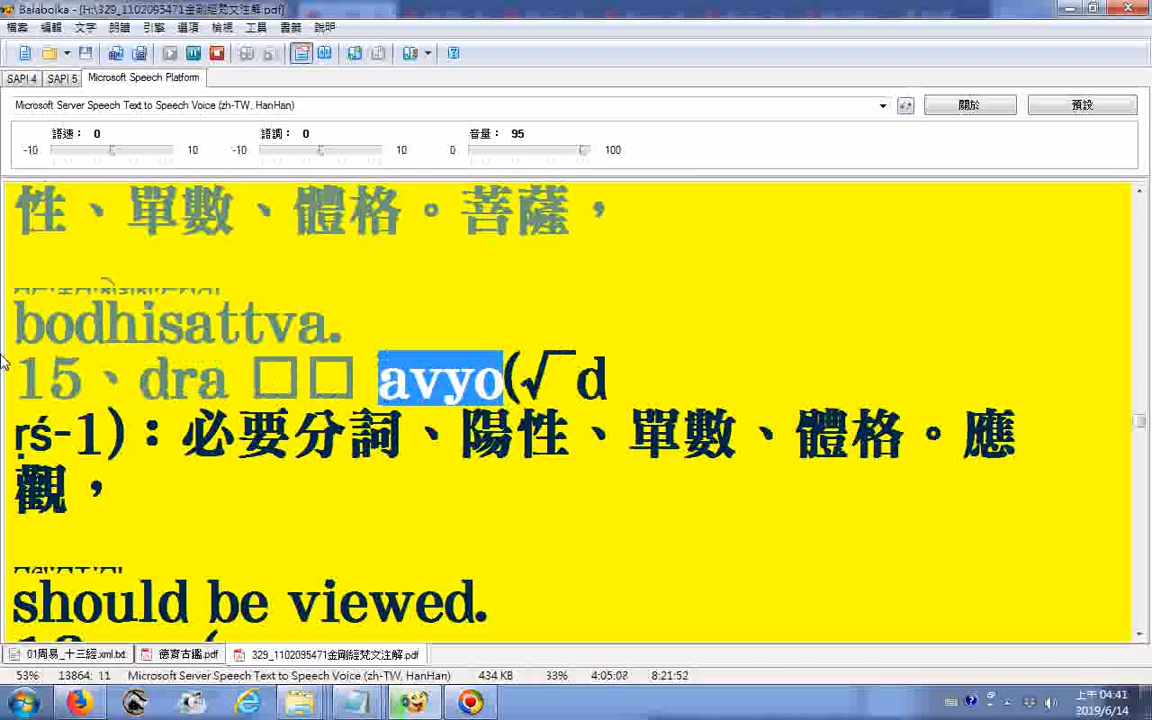 Balabolka - [H:\329_1102095471金剛經梵文注解.pdf]
檔案 編輯 文字 朗讀 引擎 選項 檢視 工具 書籤 說明
SAPI 4 SAPI 5 Microsoft Speech Platform
Microsoft Server Speech Text to Speech Voice (zh-TW, HanHan) 關於 預設
語速： 0 語調： 0 音量： 95
-10 10 -10 10 0 100
性、單數、體格。菩薩，
bodhisattva.
15、dra □□ avyo(√ d
ṛś-1)：必要分詞、陽性、單數、體格。應
觀，
should be viewed.
01周易_十三經.xml.txt 德育古鑑.pdf 329_1102095471金剛經梵文注解.pdf
53% 13864: 11 Microsoft Server Speech Text to Speech Voice (zh-TW, HanHan) 434 KB 33% 4:05:08 8:21:52
上午 04:41
2019/6/14